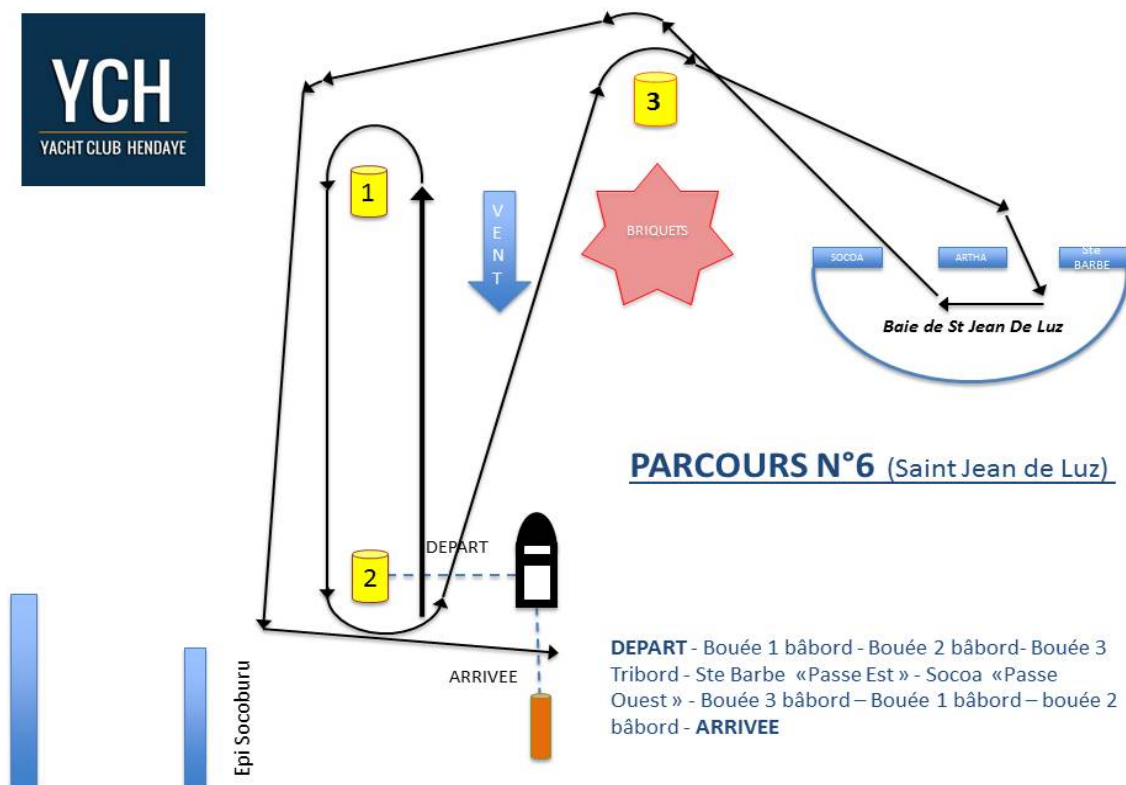 YCH
YACHT CLUB HENDAYE
1
3
VENT
BRIQUETS
SOCOA
ARTHA
Ste
BARBE
Baie de St Jean De Luz
PARCOURS N°6 (Saint Jean de Luz)
DEPART
2
ARRIVEE
Epi Socoburu
DEPART - Bouée 1 bâbord - Bouée 2 bâbord- Bouée 3
Tribord - Ste Barbe «Passe Est » - Socoa «Passe
Ouest » - Bouée 3 bâbord – Bouée 1 bâbord – bouée 2
bâbord - ARRIVEE